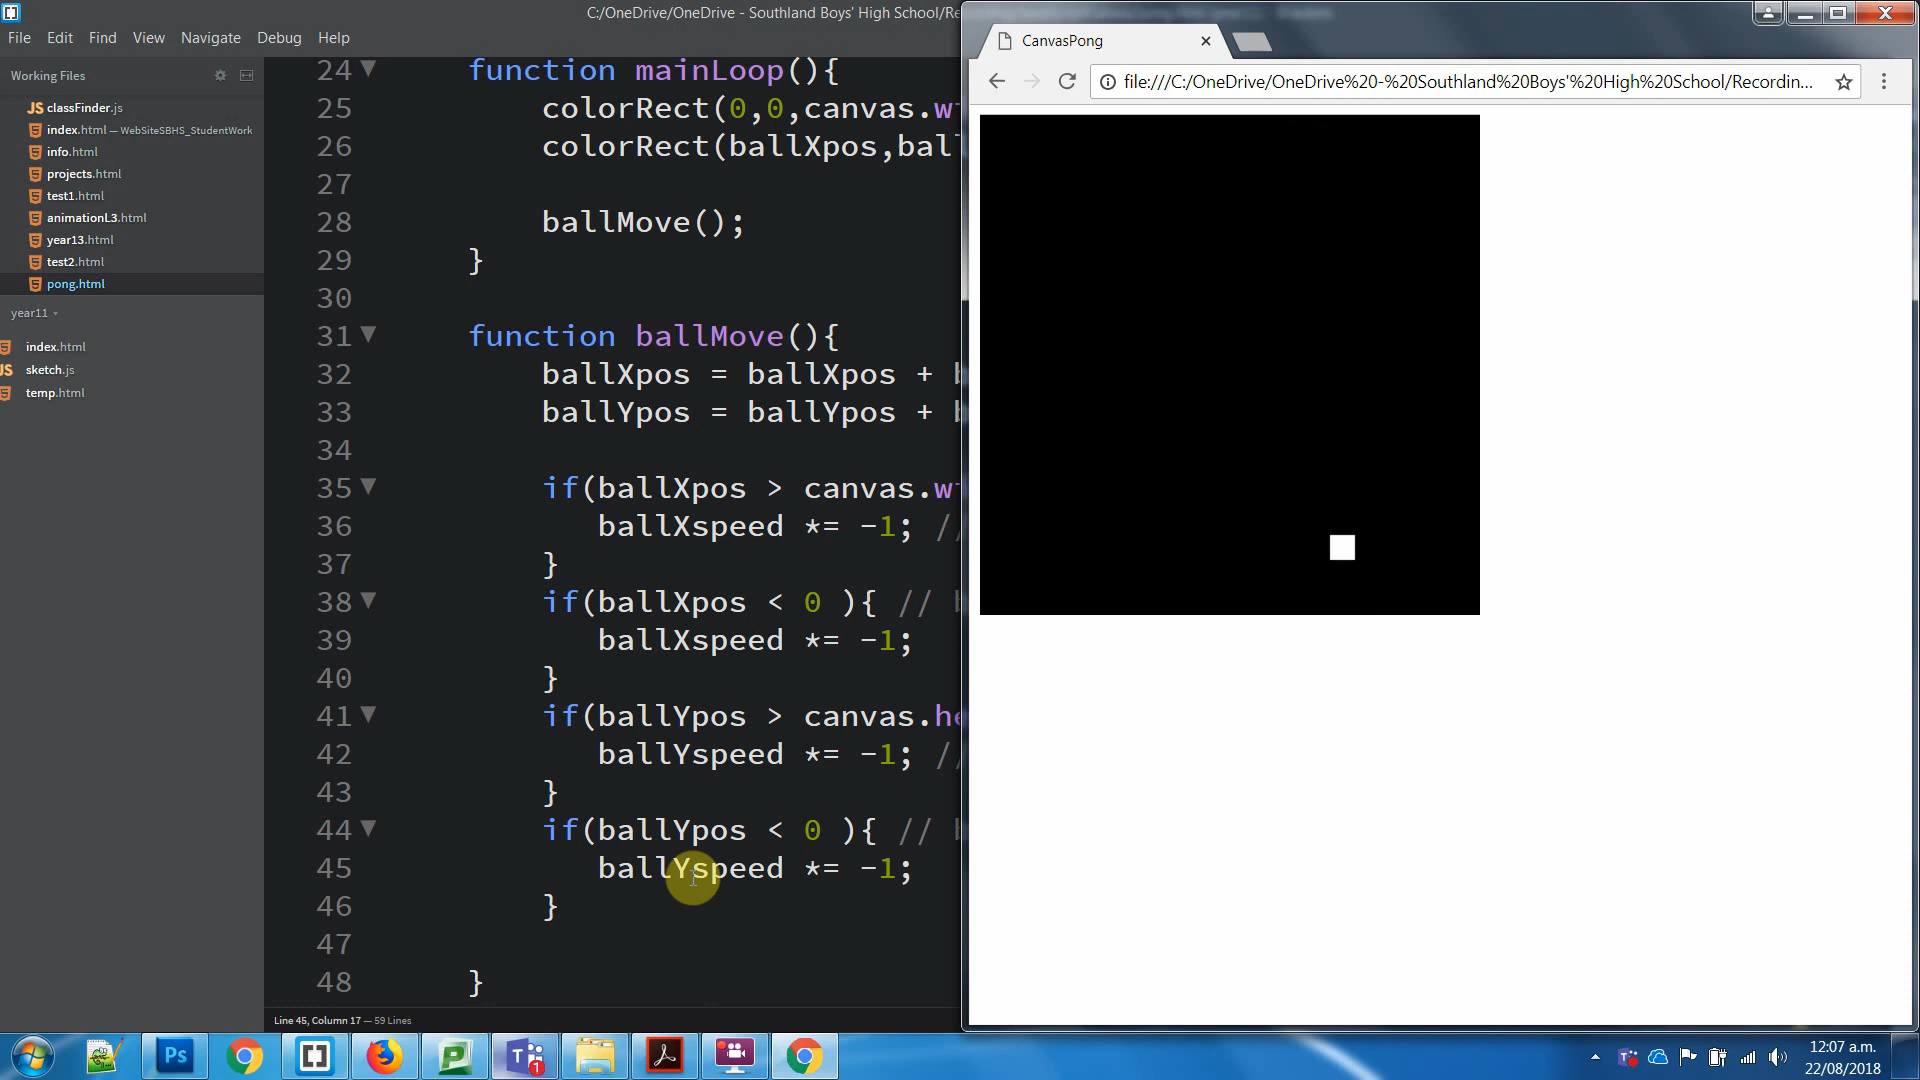 C:/OneDrive/OneDrive - Southland Boys' High School/Re
File Edit Find View Navigate Debug Help
Working Files
classFinder.js
index.html — WebSiteSBHS_StudentWork
info.html
projects.html
test1.html
animationL3.html
year13.html
test2.html
pong.html
year11
index.html
sketch.js
temp.html
24 function mainLoop(){
25 colorRect(0,0,canvas.w
26 colorRect(ballXpos,bal
27
28 ballMove();
29 }
30
31 function ballMove(){
32 ballXpos = ballXpos + b
33 ballYpos = ballYpos + b
34
35 if(ballXpos > canvas.w
36 ballXspeed *= -1; //
37 }
38 if(ballXpos < 0 ){ // b
39 ballXspeed *= -1;
40 }
41 if(ballYpos > canvas.he
42 ballYspeed *= -1; //
43 }
44 if(ballYpos < 0 ){ // b
45 ballYspeed *= -1;
46 }
47
48 }
Line 45, Column 17 — 59 Lines
CanvasPong
file:///C:/OneDrive/OneDrive%20-%20Southland%20Boys'%20High%20School/Recordin...
Ps
1
12:07 a.m.
22/08/2018